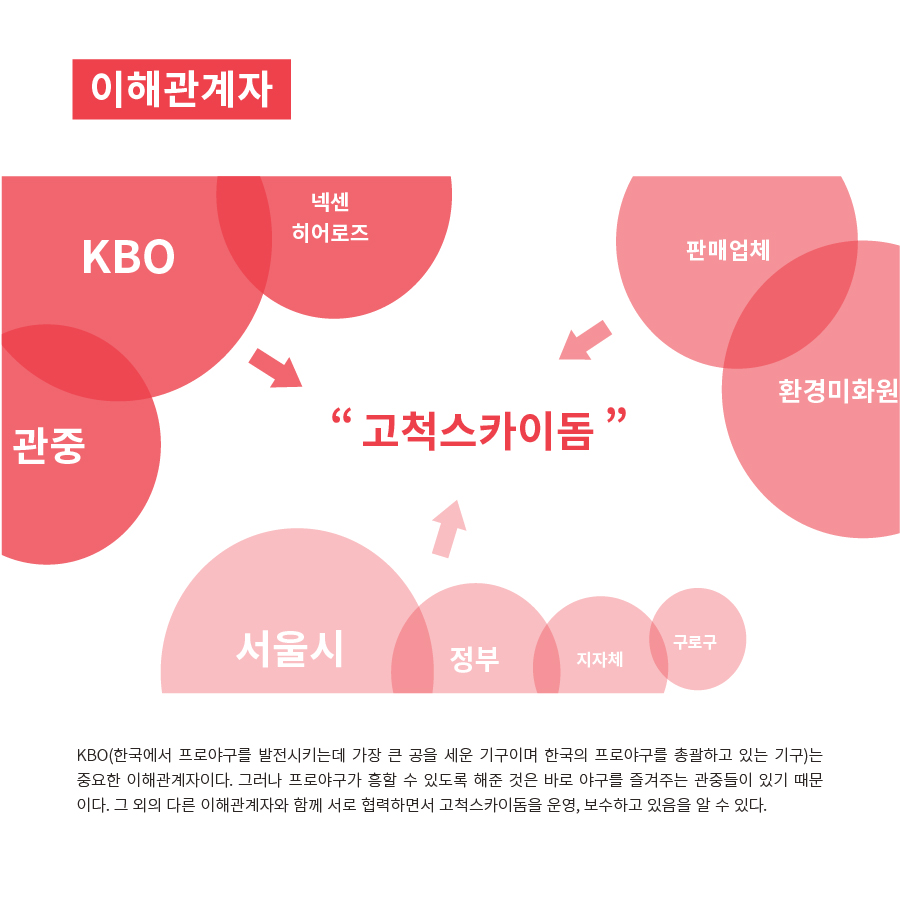 이해관계자
KBO
넥센
히어로즈
판매업체
환경미화원
관중
“ 고척스카이돔 ”
서울시
정부
지자체
구로구
KBO(한국에서 프로야구를 발전시키는데 가장 큰 공을 세운 기구이며 한국의 프로야구를 총괄하고 있는 기구)는
중요한 이해관계자이다. 그러나 프로야구가 흥할 수 있도록 해준 것은 바로 야구를 즐겨주는 관중들이 있기 때문
이다. 그 외의 다른 이해관계자와 함께 서로 협력하면서 고척스카이돔을 운영, 보수하고 있음을 알 수 있다.